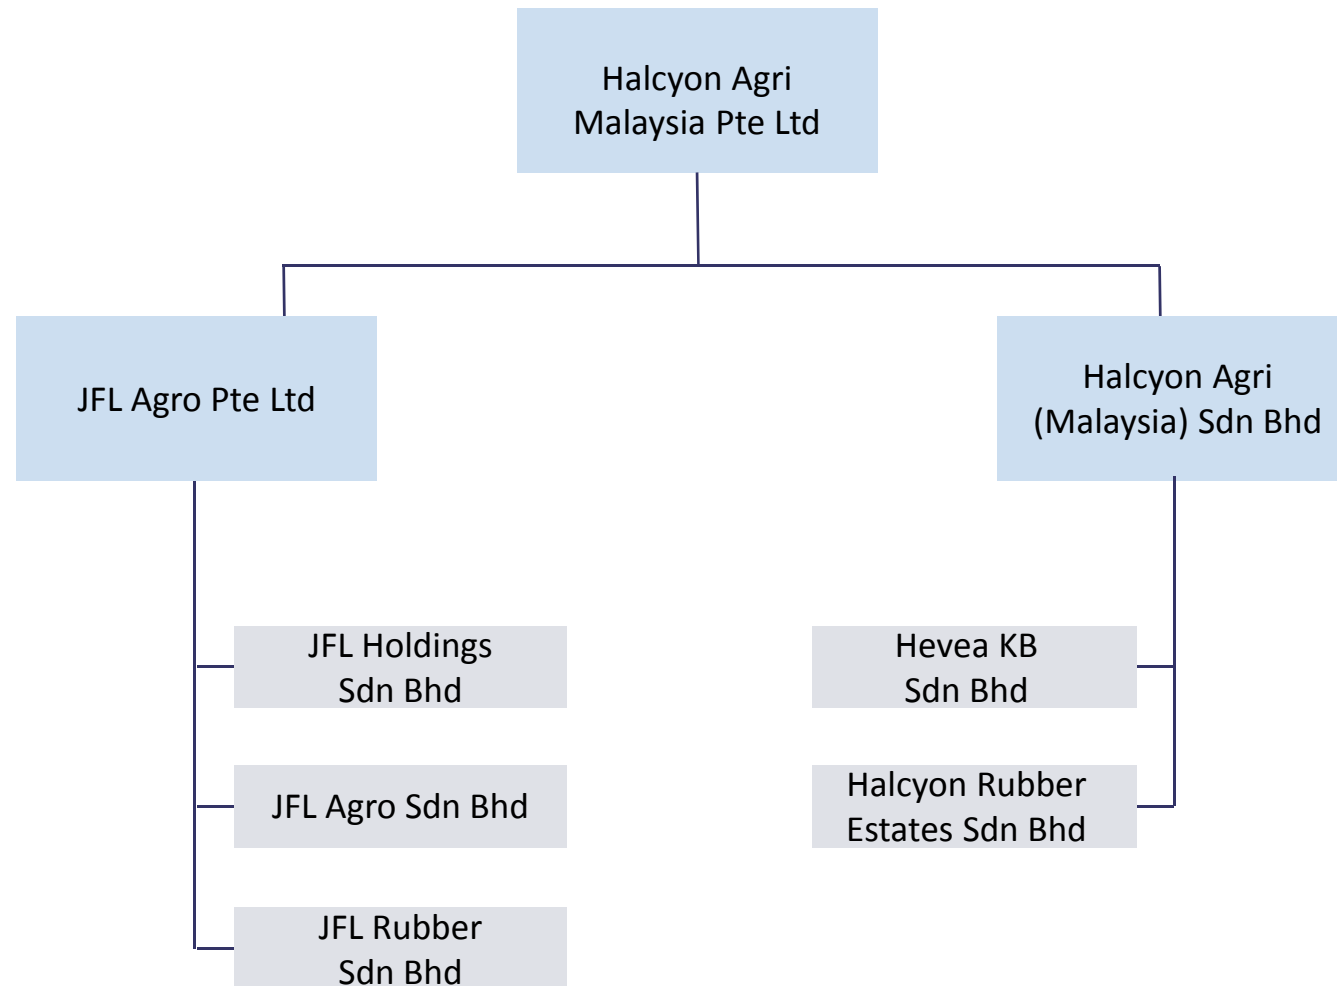 Halcyon Agri
Malaysia Pte Ltd
JFL Agro Pte Ltd
Halcyon Agri
(Malaysia) Sdn Bhd
JFL Holdings
Sdn Bhd
Hevea KB
Sdn Bhd
JFL Agro Sdn Bhd
Halcyon Rubber
Estates Sdn Bhd
JFL Rubber
Sdn Bhd